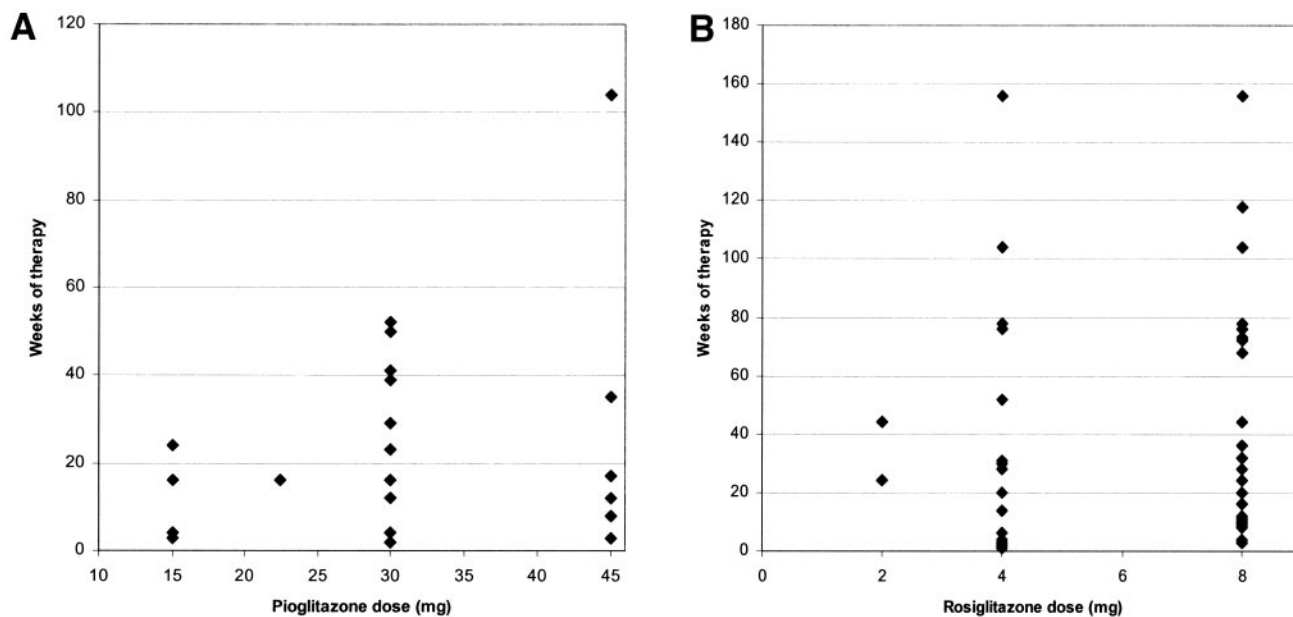 A
120
100
80
60
40
20
0
Weeks of therapy
10 15 20 25 30 35 40 45
Pioglitazone dose (mg)
B
180
160
140
120
100
80
60
40
20
0
Weeks of therapy
0 2 4 6 8
Rosiglitazone dose (mg)